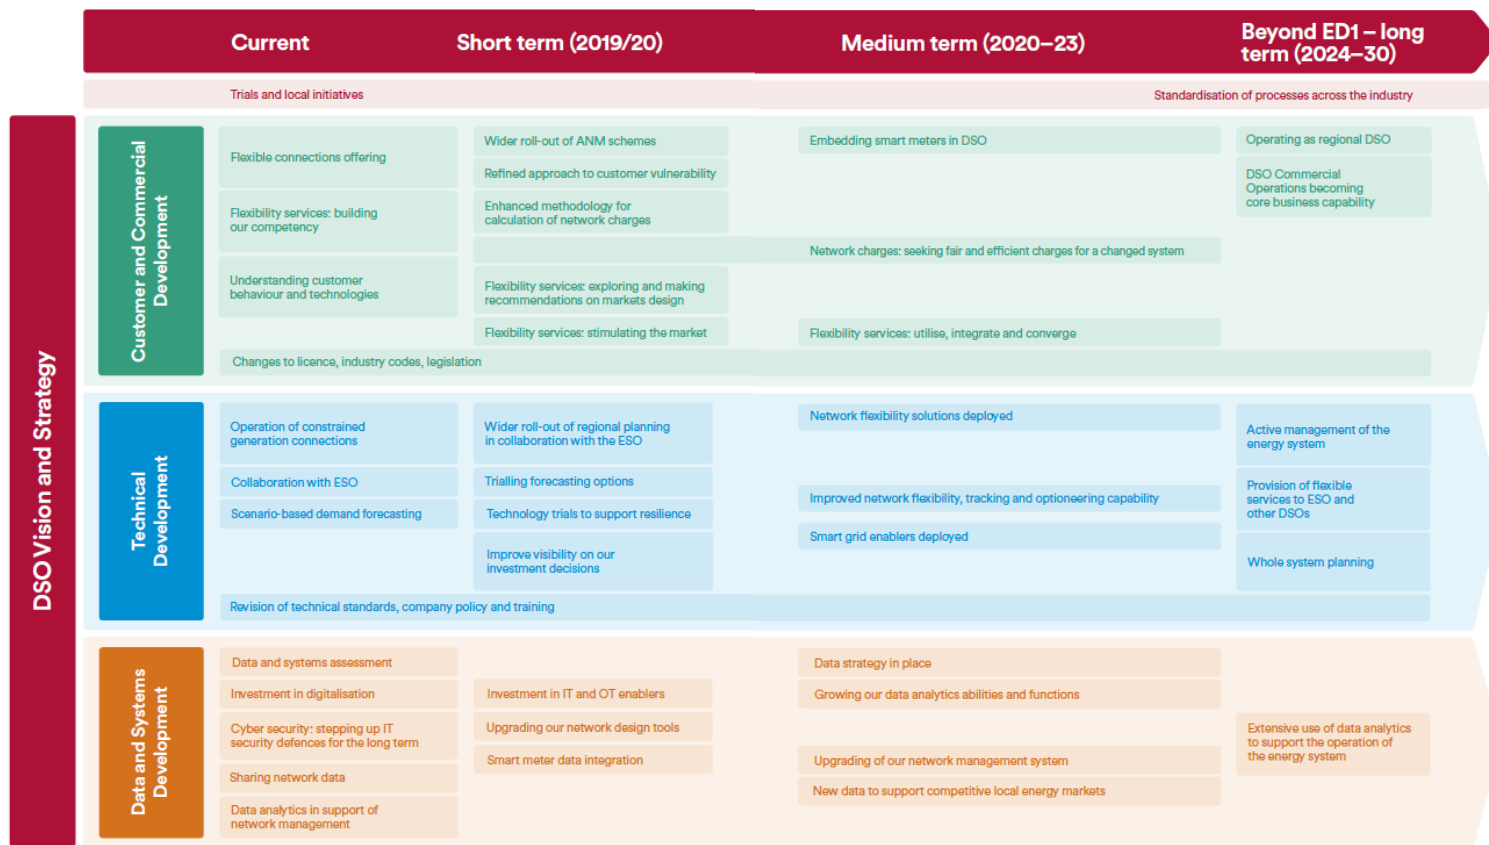 Current
Short term (2019/20)
Medium term (2020–23)
Beyond ED1 – long
term (2024–30)
Trials and local initiatives
Standardisation of processes across the industry
DSO Vision and Strategy
Customer and Commercial
Development
Flexible connections offering
Flexibility services: building
our competency
Understanding customer
behaviour and technologies
Wider roll-out of ANM schemes
Refined approach to customer vulnerability
Enhanced methodology for
calculation of network charges
Flexibility services: exploring and making
recommendations on markets design
Flexibility services: stimulating the market
Embedding smart meters in DSO
Network charges: seeking fair and efficient charges for a changed system
Flexibility services: utilise, integrate and converge
Operating as regional DSO
DSO Commercial
Operations becoming
core business capability
Changes to licence, industry codes, legislation
Technical
Development
Operation of constrained
generation connections
Collaboration with ESO
Scenario-based demand forecasting
Wider roll-out of regional planning
in collaboration with the ESO
Trialling forecasting options
Technology trials to support resilience
Improve visibility on our
investment decisions
Network flexibility solutions deployed
Improved network flexibility, tracking and optioneering capability
Smart grid enablers deployed
Active management of the
energy system
Provision of flexible
services to ESO and
other DSOs
Whole system planning
Revision of technical standards, company policy and training
Data and Systems
Development
Data and systems assessment
Investment in digitalisation
Cyber security: stepping up IT
security defences for the long term
Sharing network data
Data analytics in support of
network management
Investment in IT and OT enablers
Upgrading our network design tools
Smart meter data integration
Data strategy in place
Growing our data analytics abilities and functions
Upgrading of our network management system
New data to support competitive local energy markets
Extensive use of data analytics
to support the operation of
the energy system